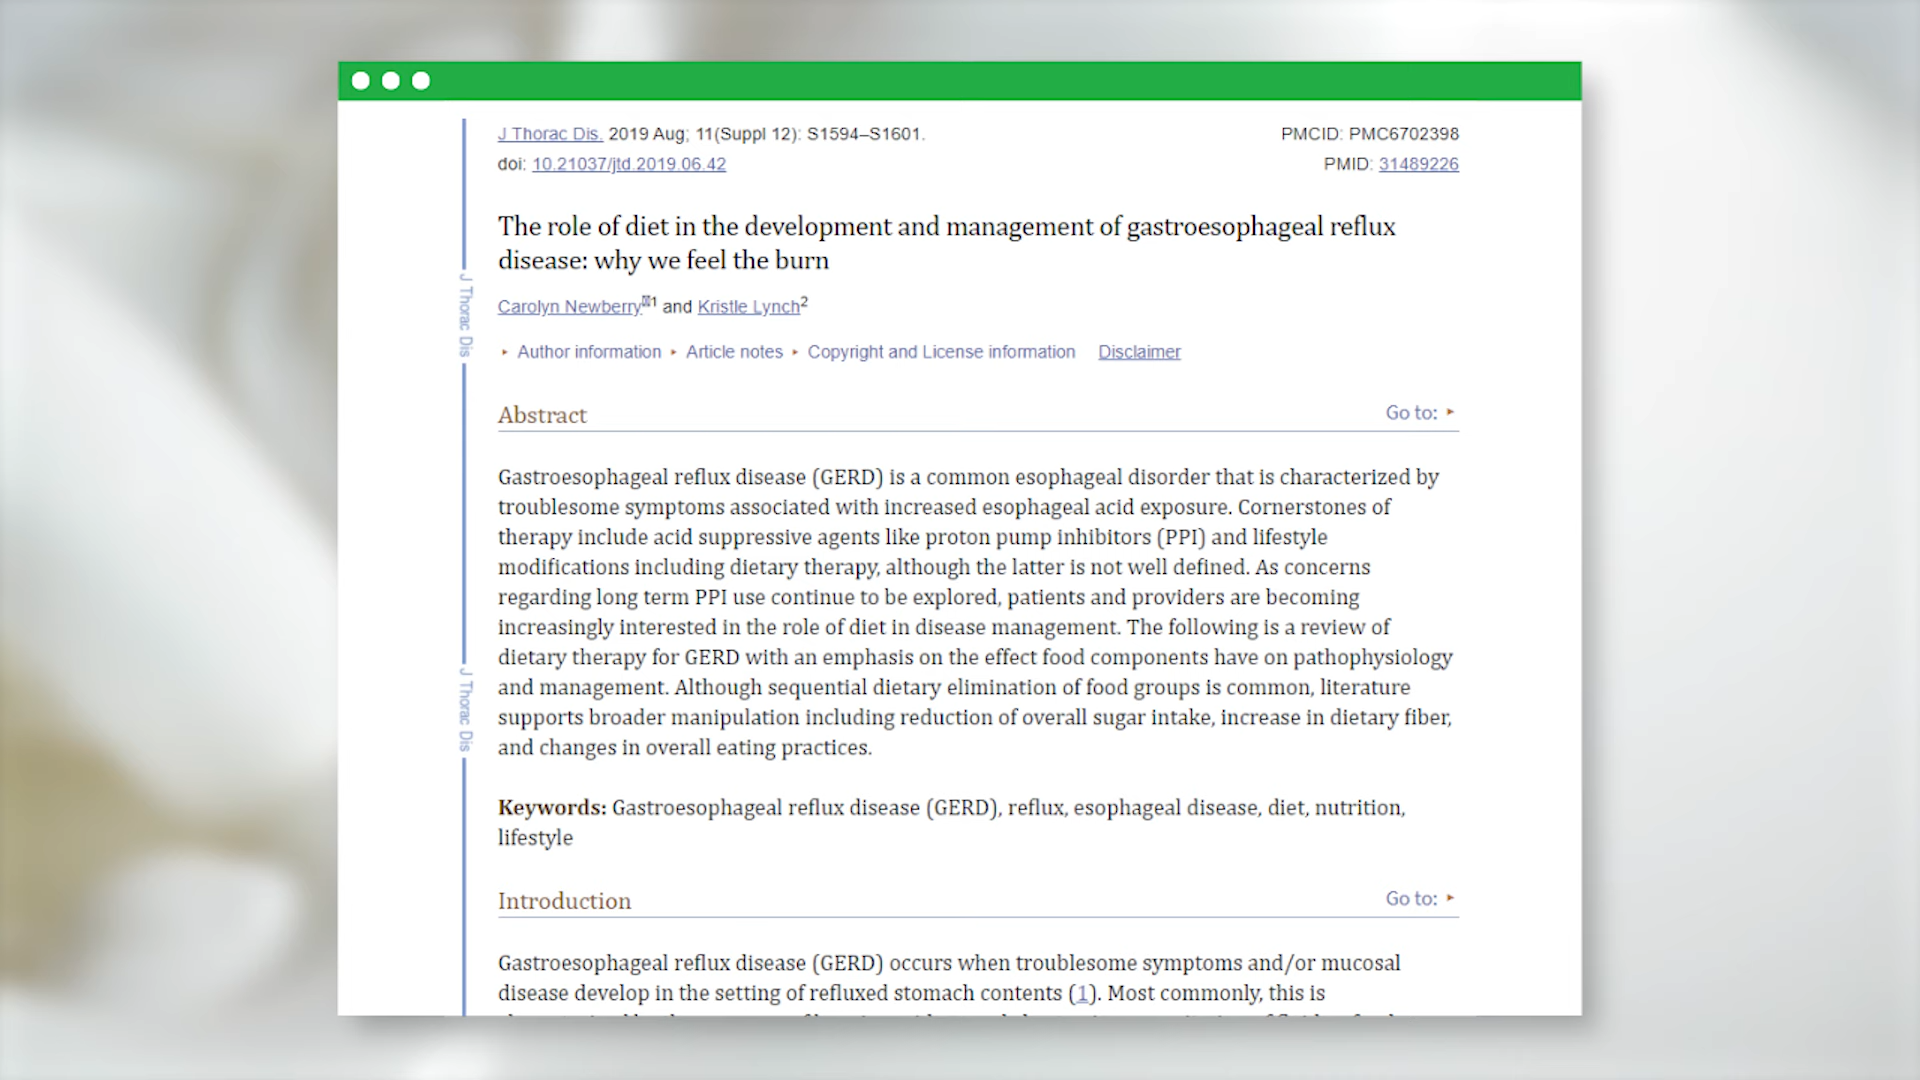 J Thorac Dis. 2019 Aug; 11(Suppl 12): S1594–S1601.
PMCID: PMC6702398
doi: 10.21037/jtd.2019.06.42
PMID: 31489226
The role of diet in the development and management of gastroesophageal reflux
disease: why we feel the burn
Carolyn Newberry 1 and Kristle Lynch2
Author information Article notes Copyright and License information Disclaimer
J Thorac Dis
Abstract
Go to:
Gastroesophageal reflux disease (GERD) is a common esophageal disorder that is characterized by
troublesome symptoms associated with increased esophageal acid exposure. Cornerstones of
therapy include acid suppressive agents like proton pump inhibitors (PPI) and lifestyle
modifications including dietary therapy, although the latter is not well defined. As concerns
regarding long term PPI use continue to be explored, patients and providers are becoming
increasingly interested in the role of diet in disease management. The following is a review of
dietary therapy for GERD with an emphasis on the effect food components have on pathophysiology
and management. Although sequential dietary elimination of food groups is common, literature
supports broader manipulation including reduction of overall sugar intake, increase in dietary fiber,
and changes in overall eating practices.
J Thorac Dis
Keywords: Gastroesophageal reflux disease (GERD), reflux, esophageal disease, diet, nutrition,
lifestyle
Introduction
Go to:
Gastroesophageal reflux disease (GERD) occurs when troublesome symptoms and/or mucosal
disease develop in the setting of refluxed stomach contents (1). Most commonly, this is